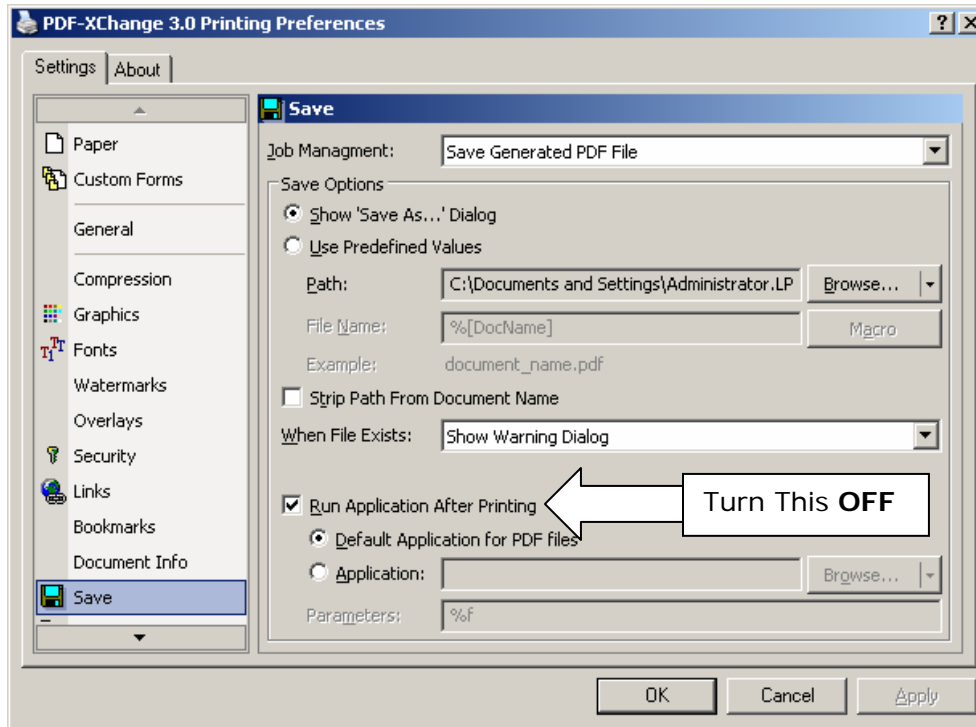 PDF-XChange 3.0 Printing Preferences
Settings
About
Paper
Custom Forms
General
Compression
Graphics
Fonts
Watermarks
Overlays
Security
Links
Bookmarks
Document Info
Save
Save
Job Managment: Save Generated PDF File
Save Options
Show 'Save As...' Dialog
Use Predefined Values
Path: C:\Documents and Settings\Administrator.LP Browse...
File Name: %[DocName] Macro
Example: document_name.pdf
Strip Path From Document Name
When File Exists: Show Warning Dialog
Run Application After Printing
Turn This OFF
Default Application for PDF files
Application: Browse...
Parameters: %f
OK Cancel Apply